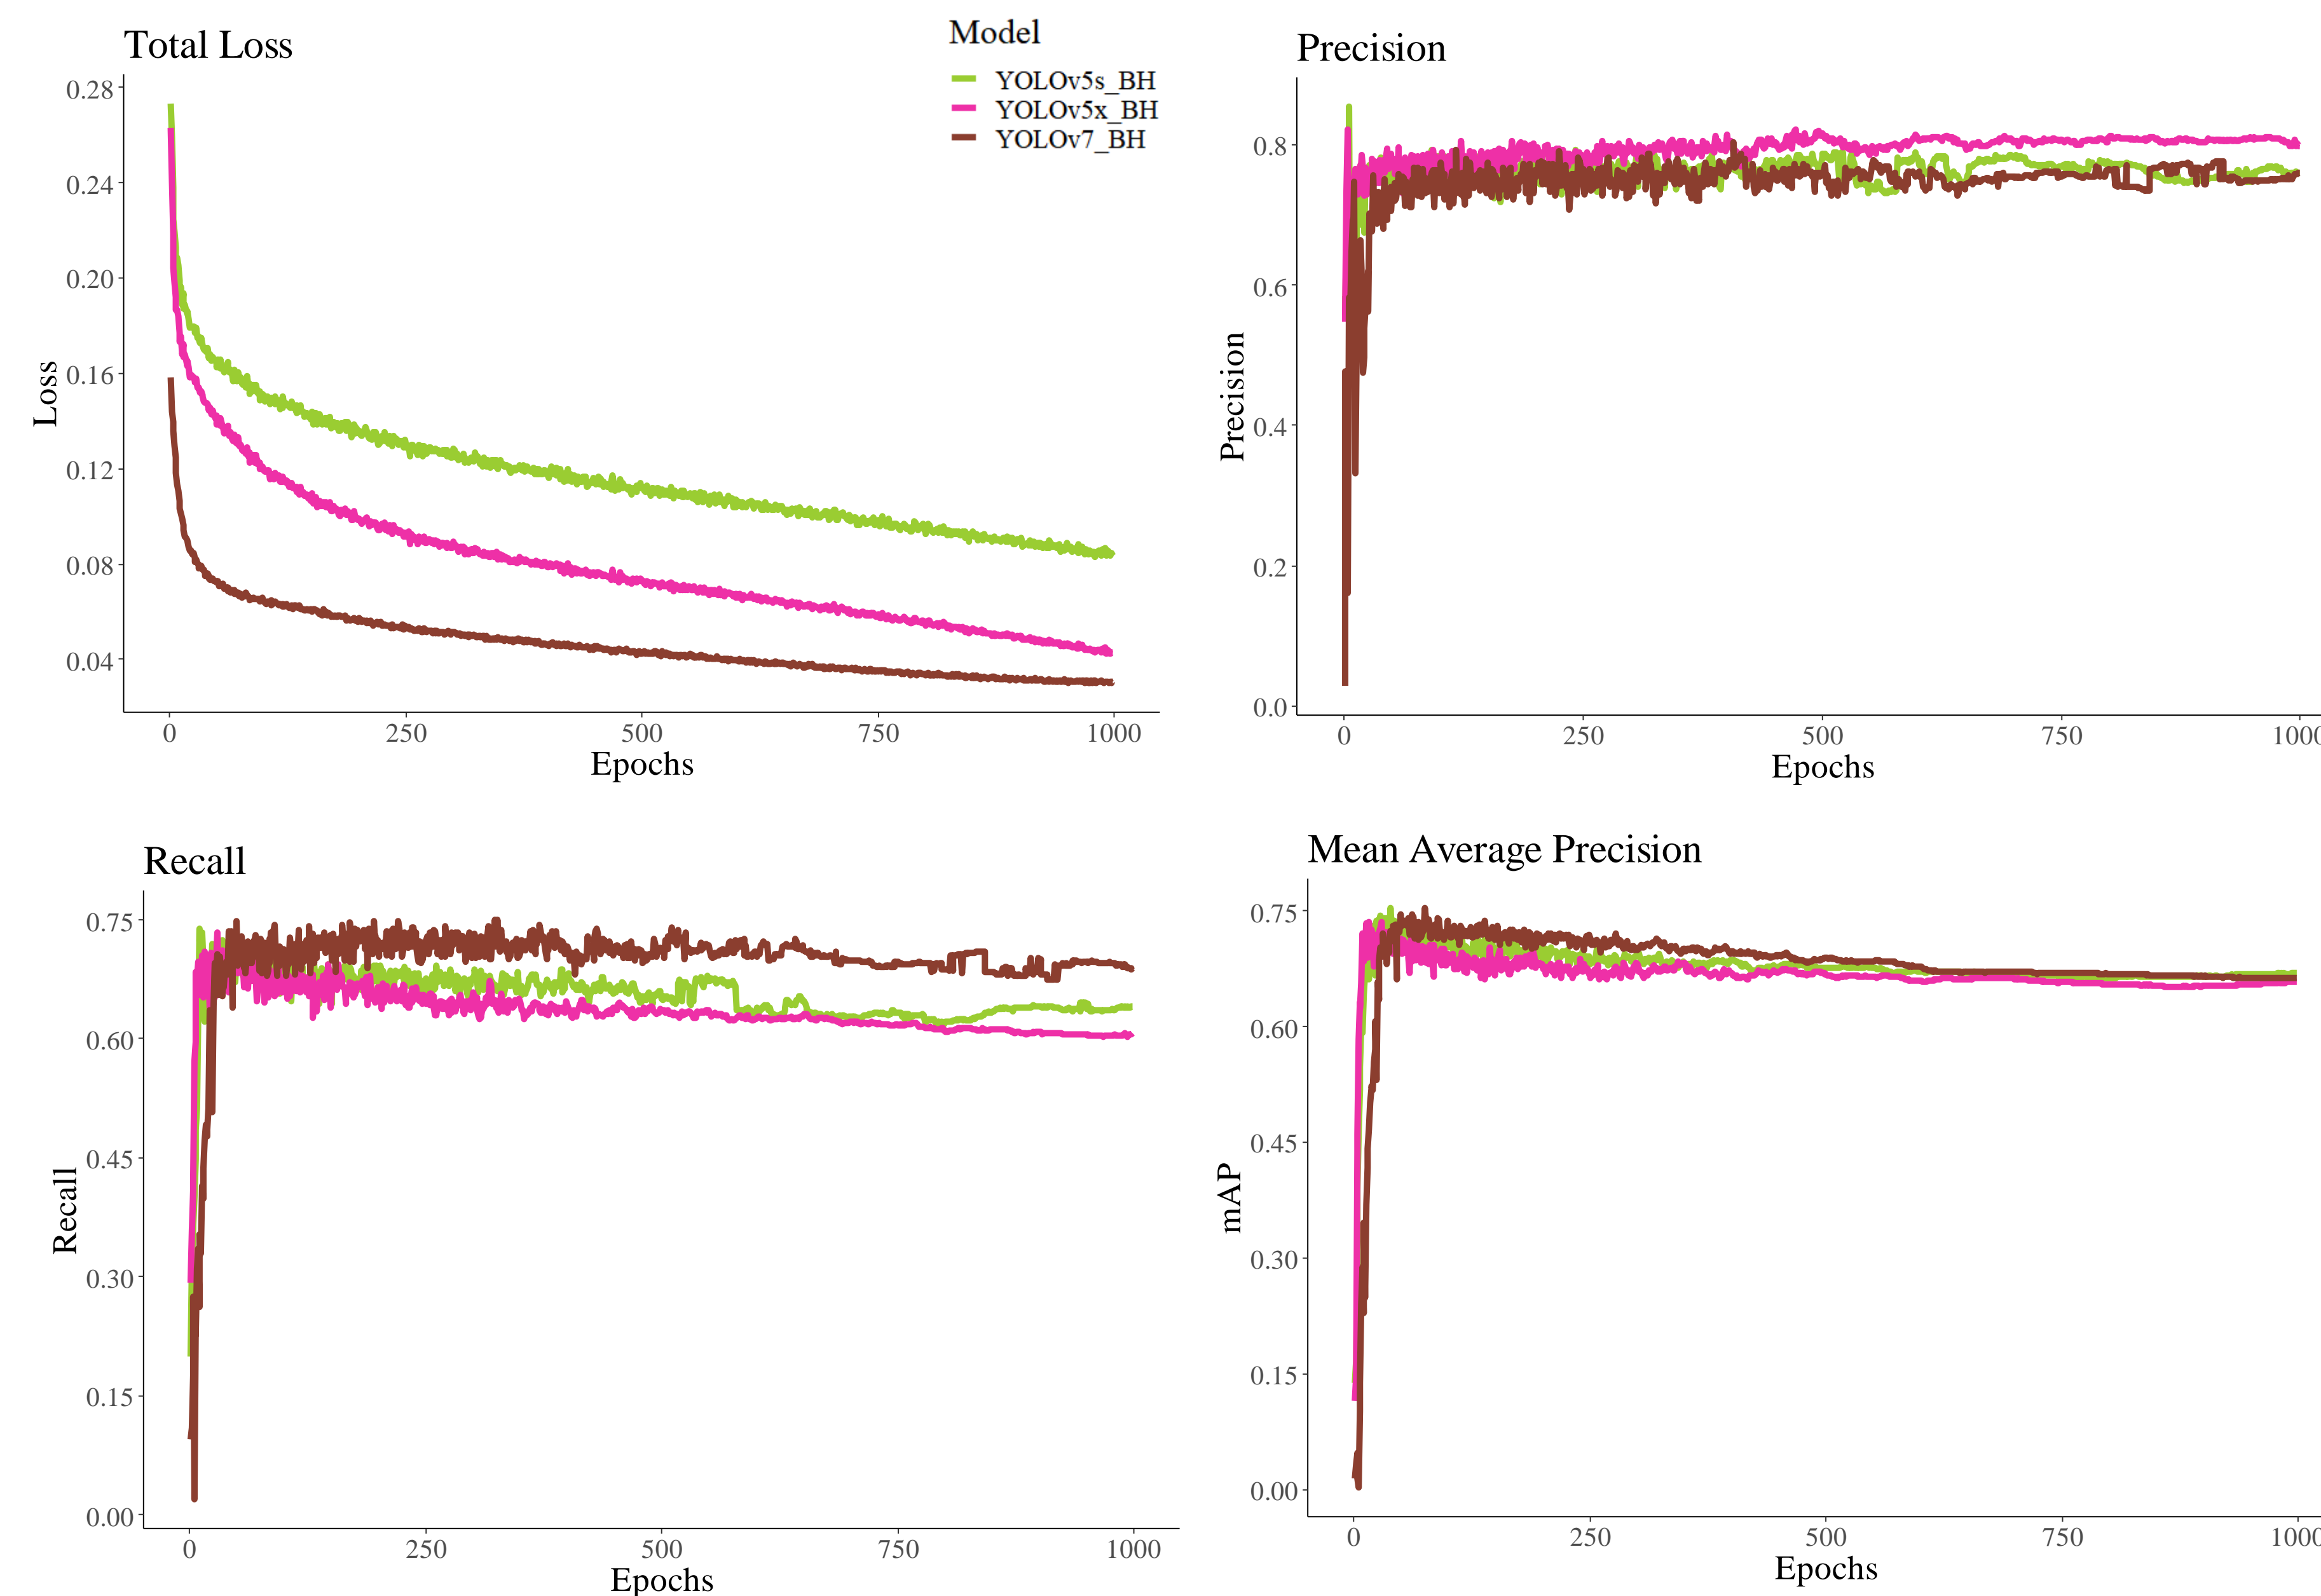 Total Loss
Model
YOLOv5s_BH
YOLOv5x_BH
YOLOv7_BH
0.28
0.24
0.20
0.16
0.12
0.08
0.04
Loss
0 250 500 750 1000
Epochs
Precision
0.8
0.6
0.4
0.2
0.0
Precision
0 250 500 750 1000
Epochs
Recall
0.75
0.60
0.45
0.30
0.15
0.00
Recall
0 250 500 750 1000
Epochs
Mean Average Precision
0.75
0.60
0.45
0.30
0.15
0.00
mAP
0 250 500 750 1000
Epochs